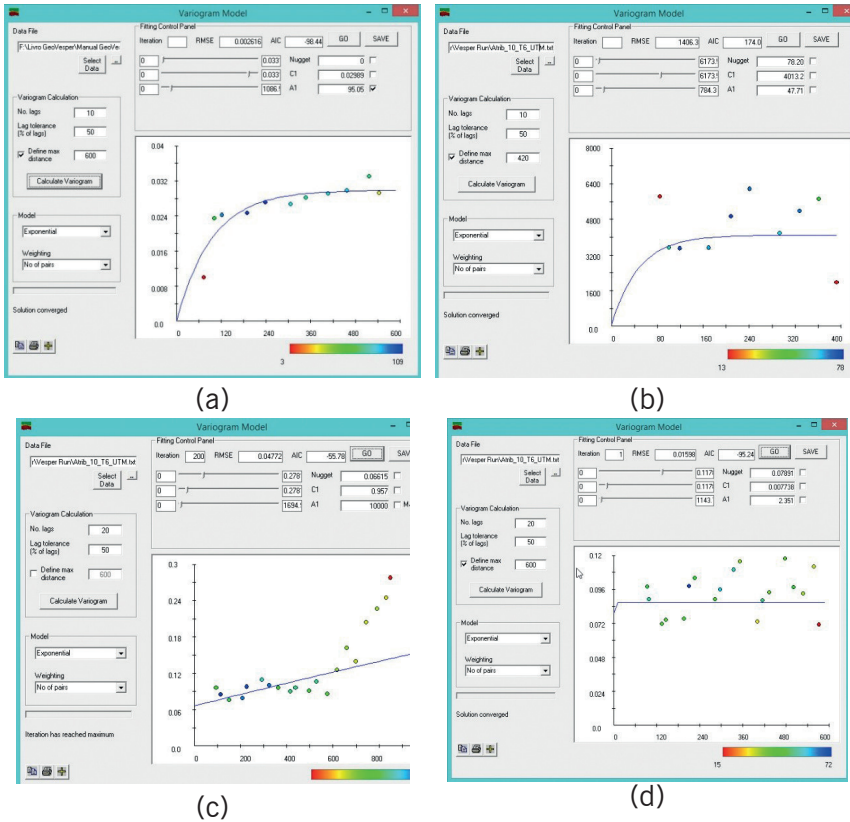 Variogram Model
Data File
F:\Livro GeoVesper\Manual GeoVe
Select Data ..
Variogram Calculation
No. lags 10
Lag tolerance (% of lags) 50
Define max distance 600
Calculate Variogram
Model
Exponential
Weighting
No of pairs
Solution converged
Fitting Control Panel
Iteration RMSE 0.002616 AIC -98.44 GO SAVE
0 0.033 Nugget 0
0 0.033 C1 0.02989
0 1086. A1 95.05
0.04
0.032
0.024
0.016
0.008
0.0
0 120 240 360 480 600
3 109
(a)
Variogram Model
Data File
r\Vesper Run\Atrib_10_T6_UTM.txt
Select Data ..
Variogram Calculation
No. lags 10
Lag tolerance (% of lags) 50
Define max distance 420
Calculate Variogram
Model
Exponential
Weighting
No of pairs
Solution converged
Fitting Control Panel
Iteration RMSE 1406.3 AIC 174.0 GO SAVE
0 6173. Nugget 78.20
0 6173. C1 4013.2
0 784.3 A1 47.71
8000
6400
4800
3200
1600
0.0
0 80 160 240 320 400
13 78
(b)
Variogram Model
Data File
r\Vesper Run\Atrib_10_T6_UTM.txt
Select Data ..
Variogram Calculation
No. lags 20
Lag tolerance (% of lags) 50
Define max distance 600
Calculate Variogram
Model
Exponential
Weighting
No of pairs
Iteration has reached maximum
Fitting Control Panel
Iteration 200 RMSE 0.04772 AIC -55.78 GO SAV
0 0.278 Nugget 0.06615
0 0.278 C1 0.957
0 1694. A1 10000 MA
0.3
0.24
0.18
0.12
0.06
0.0
0 200 400 600 800
(c)
Variogram Model
Data File
r\Vesper Run\Atrib_10_T6_UTM.txt
Select Data ..
Variogram Calculation
No. lags 20
Lag tolerance (% of lags) 50
Define max distance 600
Calculate Variogram
Model
Exponential
Weighting
No of pairs
Solution converged
Fitting Control Panel
Iteration 1 RMSE 0.01598 AIC -95.24 GO SAVE
0 0.117 Nugget 0.07891
0 0.117 C1 0.007738
0 1143. A1 2.351
0.12
0.096
0.072
0.048
0.024
0.0
0 120 240 360 480 600
15 72
(d)